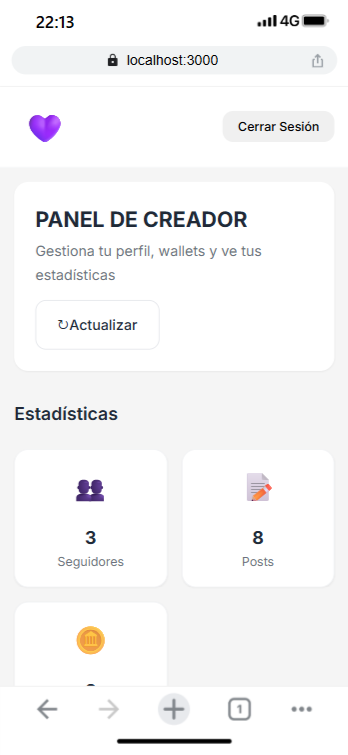 22:13
4G
localhost:3000
Cerrar Sesión
PANEL DE CREADOR
Gestiona tu perfil, wallets y ve tus
estadísticas
↻Actualizar
Estadísticas
3
Seguidores
8
Posts
1